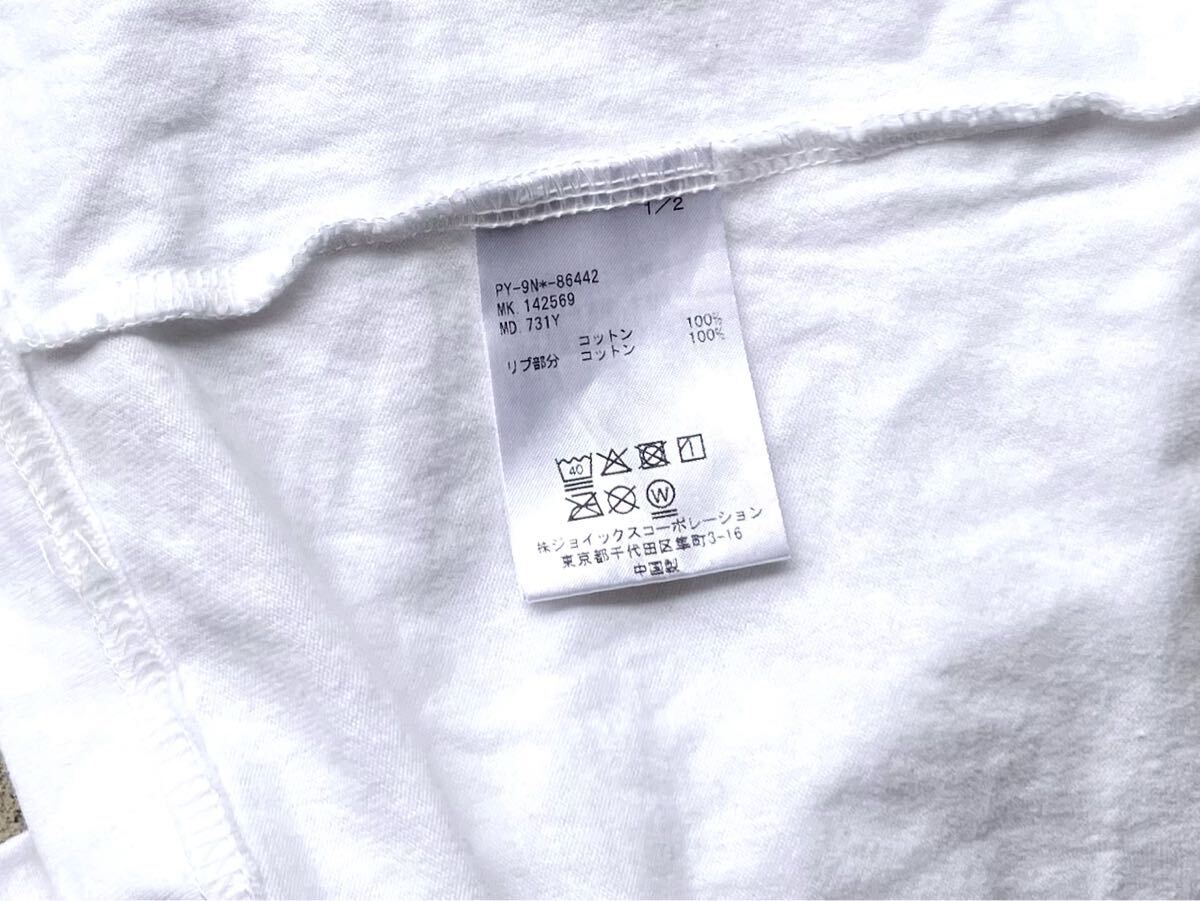 1/2
PY-9N*-86442
MK. 142569
MD. 731Y
コットン 100%
リブ部分 コットン 100%
40
W
株ジョイックスコーポレーション
東京都千代田区隼町3-16
中国製